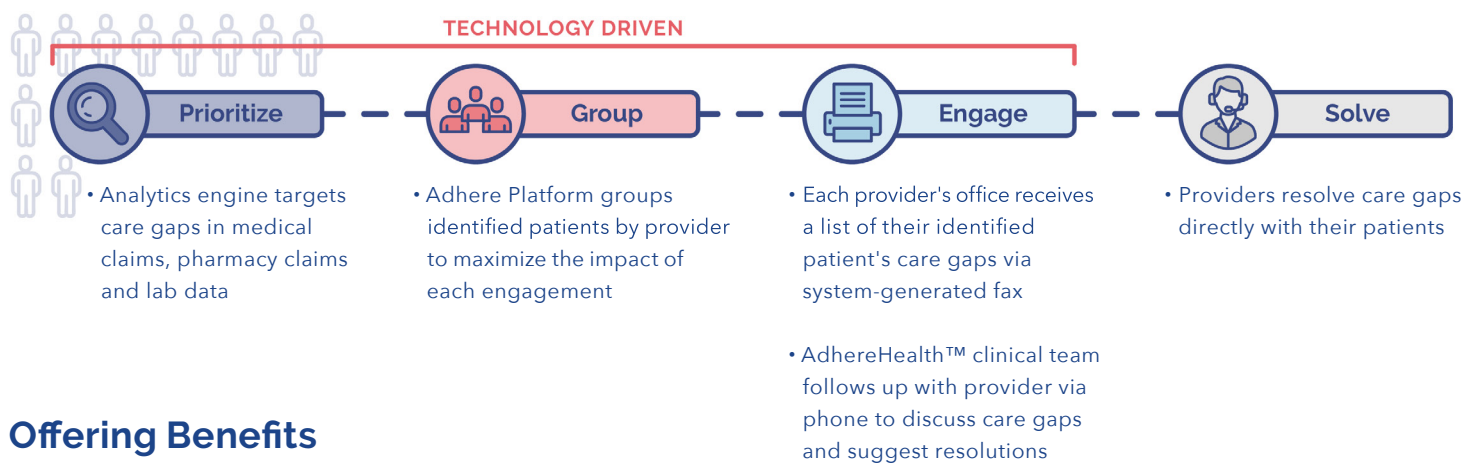 TECHNOLOGY DRIVEN
Prioritize
Group
Engage
Solve
• Analytics engine targets
care gaps in medical
claims, pharmacy claims
and lab data
• Adhere Platform groups
identified patients by provider
to maximize the impact of
each engagement
• Each provider's office receives
a list of their identified
patient's care gaps via
system-generated fax
• AdhereHealth™ clinical team
follows up with provider via
phone to discuss care gaps
and suggest resolutions
• Providers resolve care gaps
directly with their patients
Offering Benefits